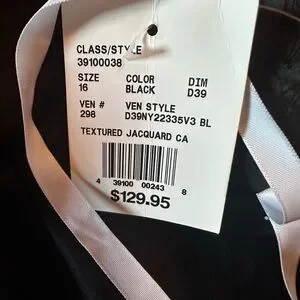 CLASS/STYLE
39100038
SIZE COLOR DIM
16 BLACK D39
VEN # VEN STYLE
298 D39NY22335V3 BL
TEXTURED JACQUARD CA
4 39100 00243 8
$129.95